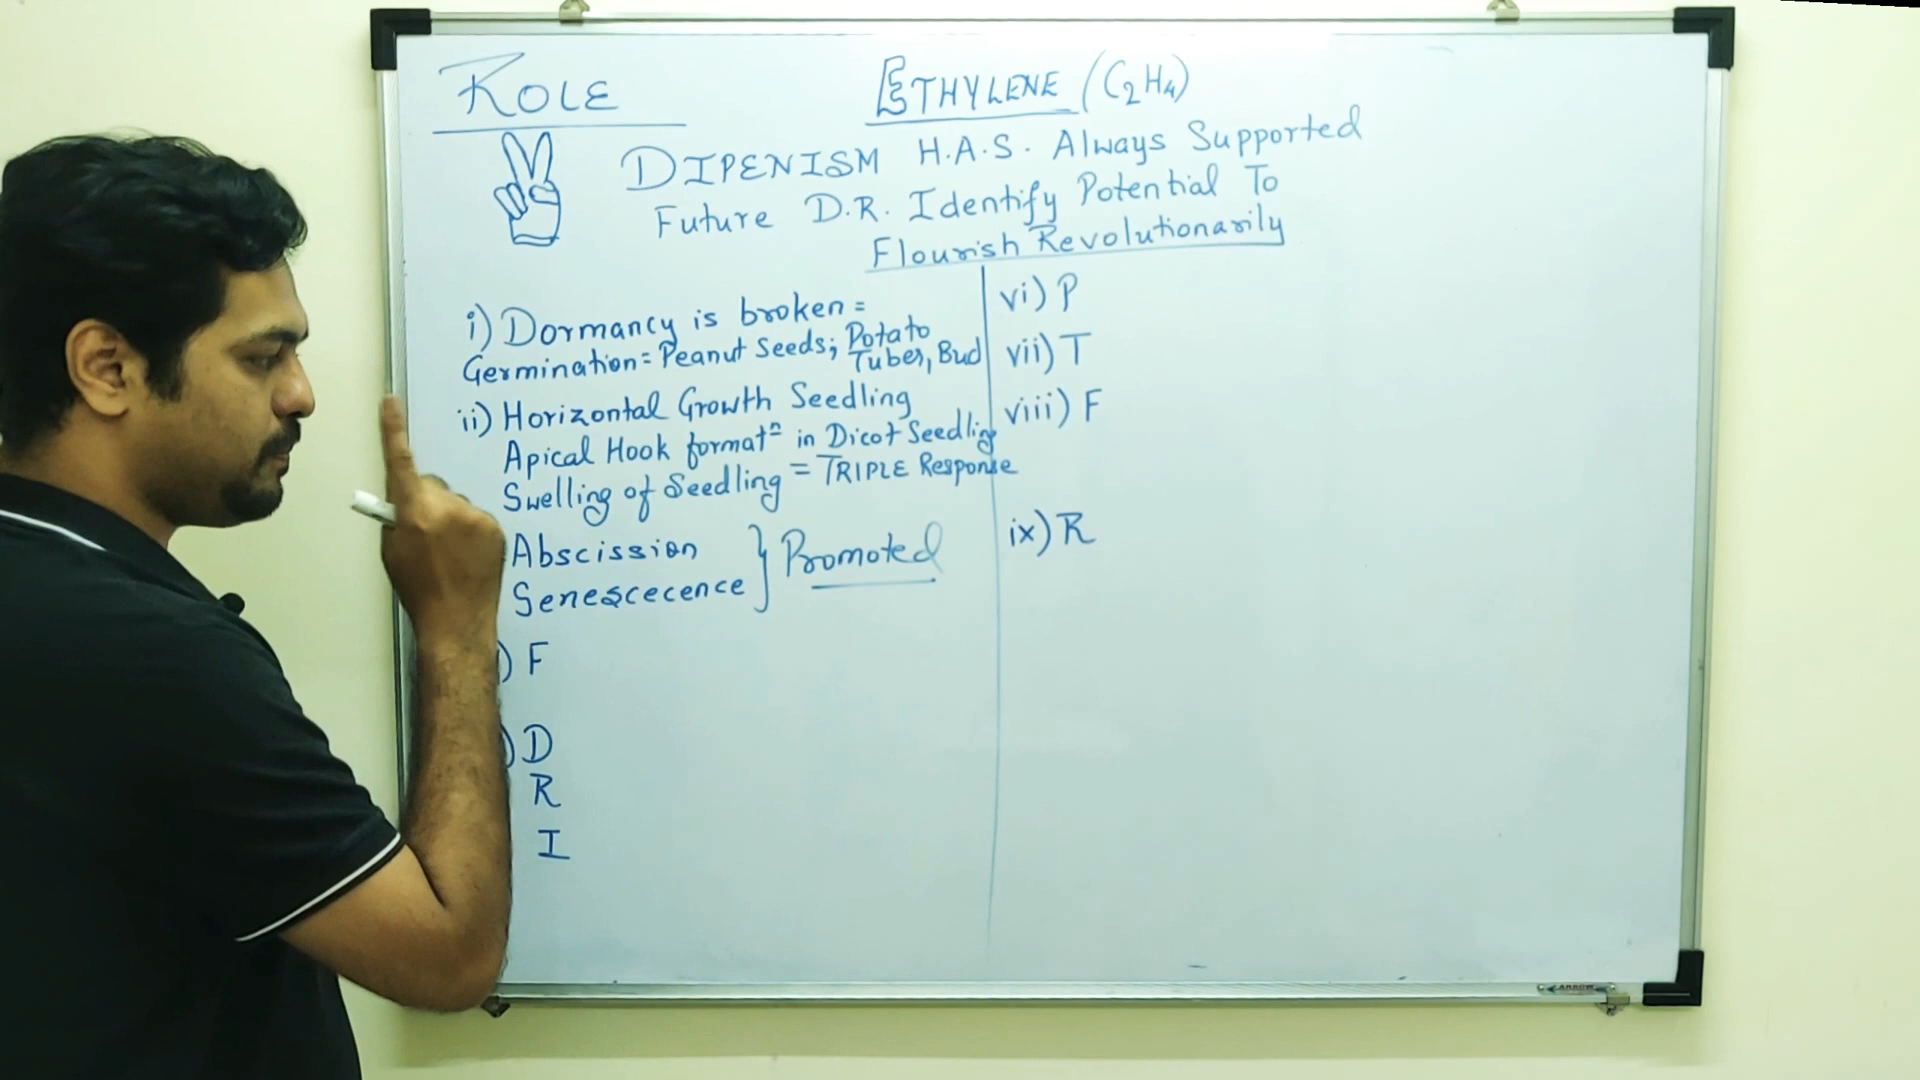 ROLE
ETHYLENE (C2H4)
DIPENISM H.A.S. Always Supported
Future D.R. Identify Potential To
Flourish Revolutionarily
i) Dormancy is broken =
Germination = Peanut Seeds; Potato
Tuber, Bud
ii) Horizontal Growth Seedling
Apical Hook formatn in Dicot Seedling
Swelling of Seedling = TRIPLE Response
Abscission
Senescecence } Promoted
) F
) D
R
I
vi) P
vii) T
viii) F
ix) R
ARROW